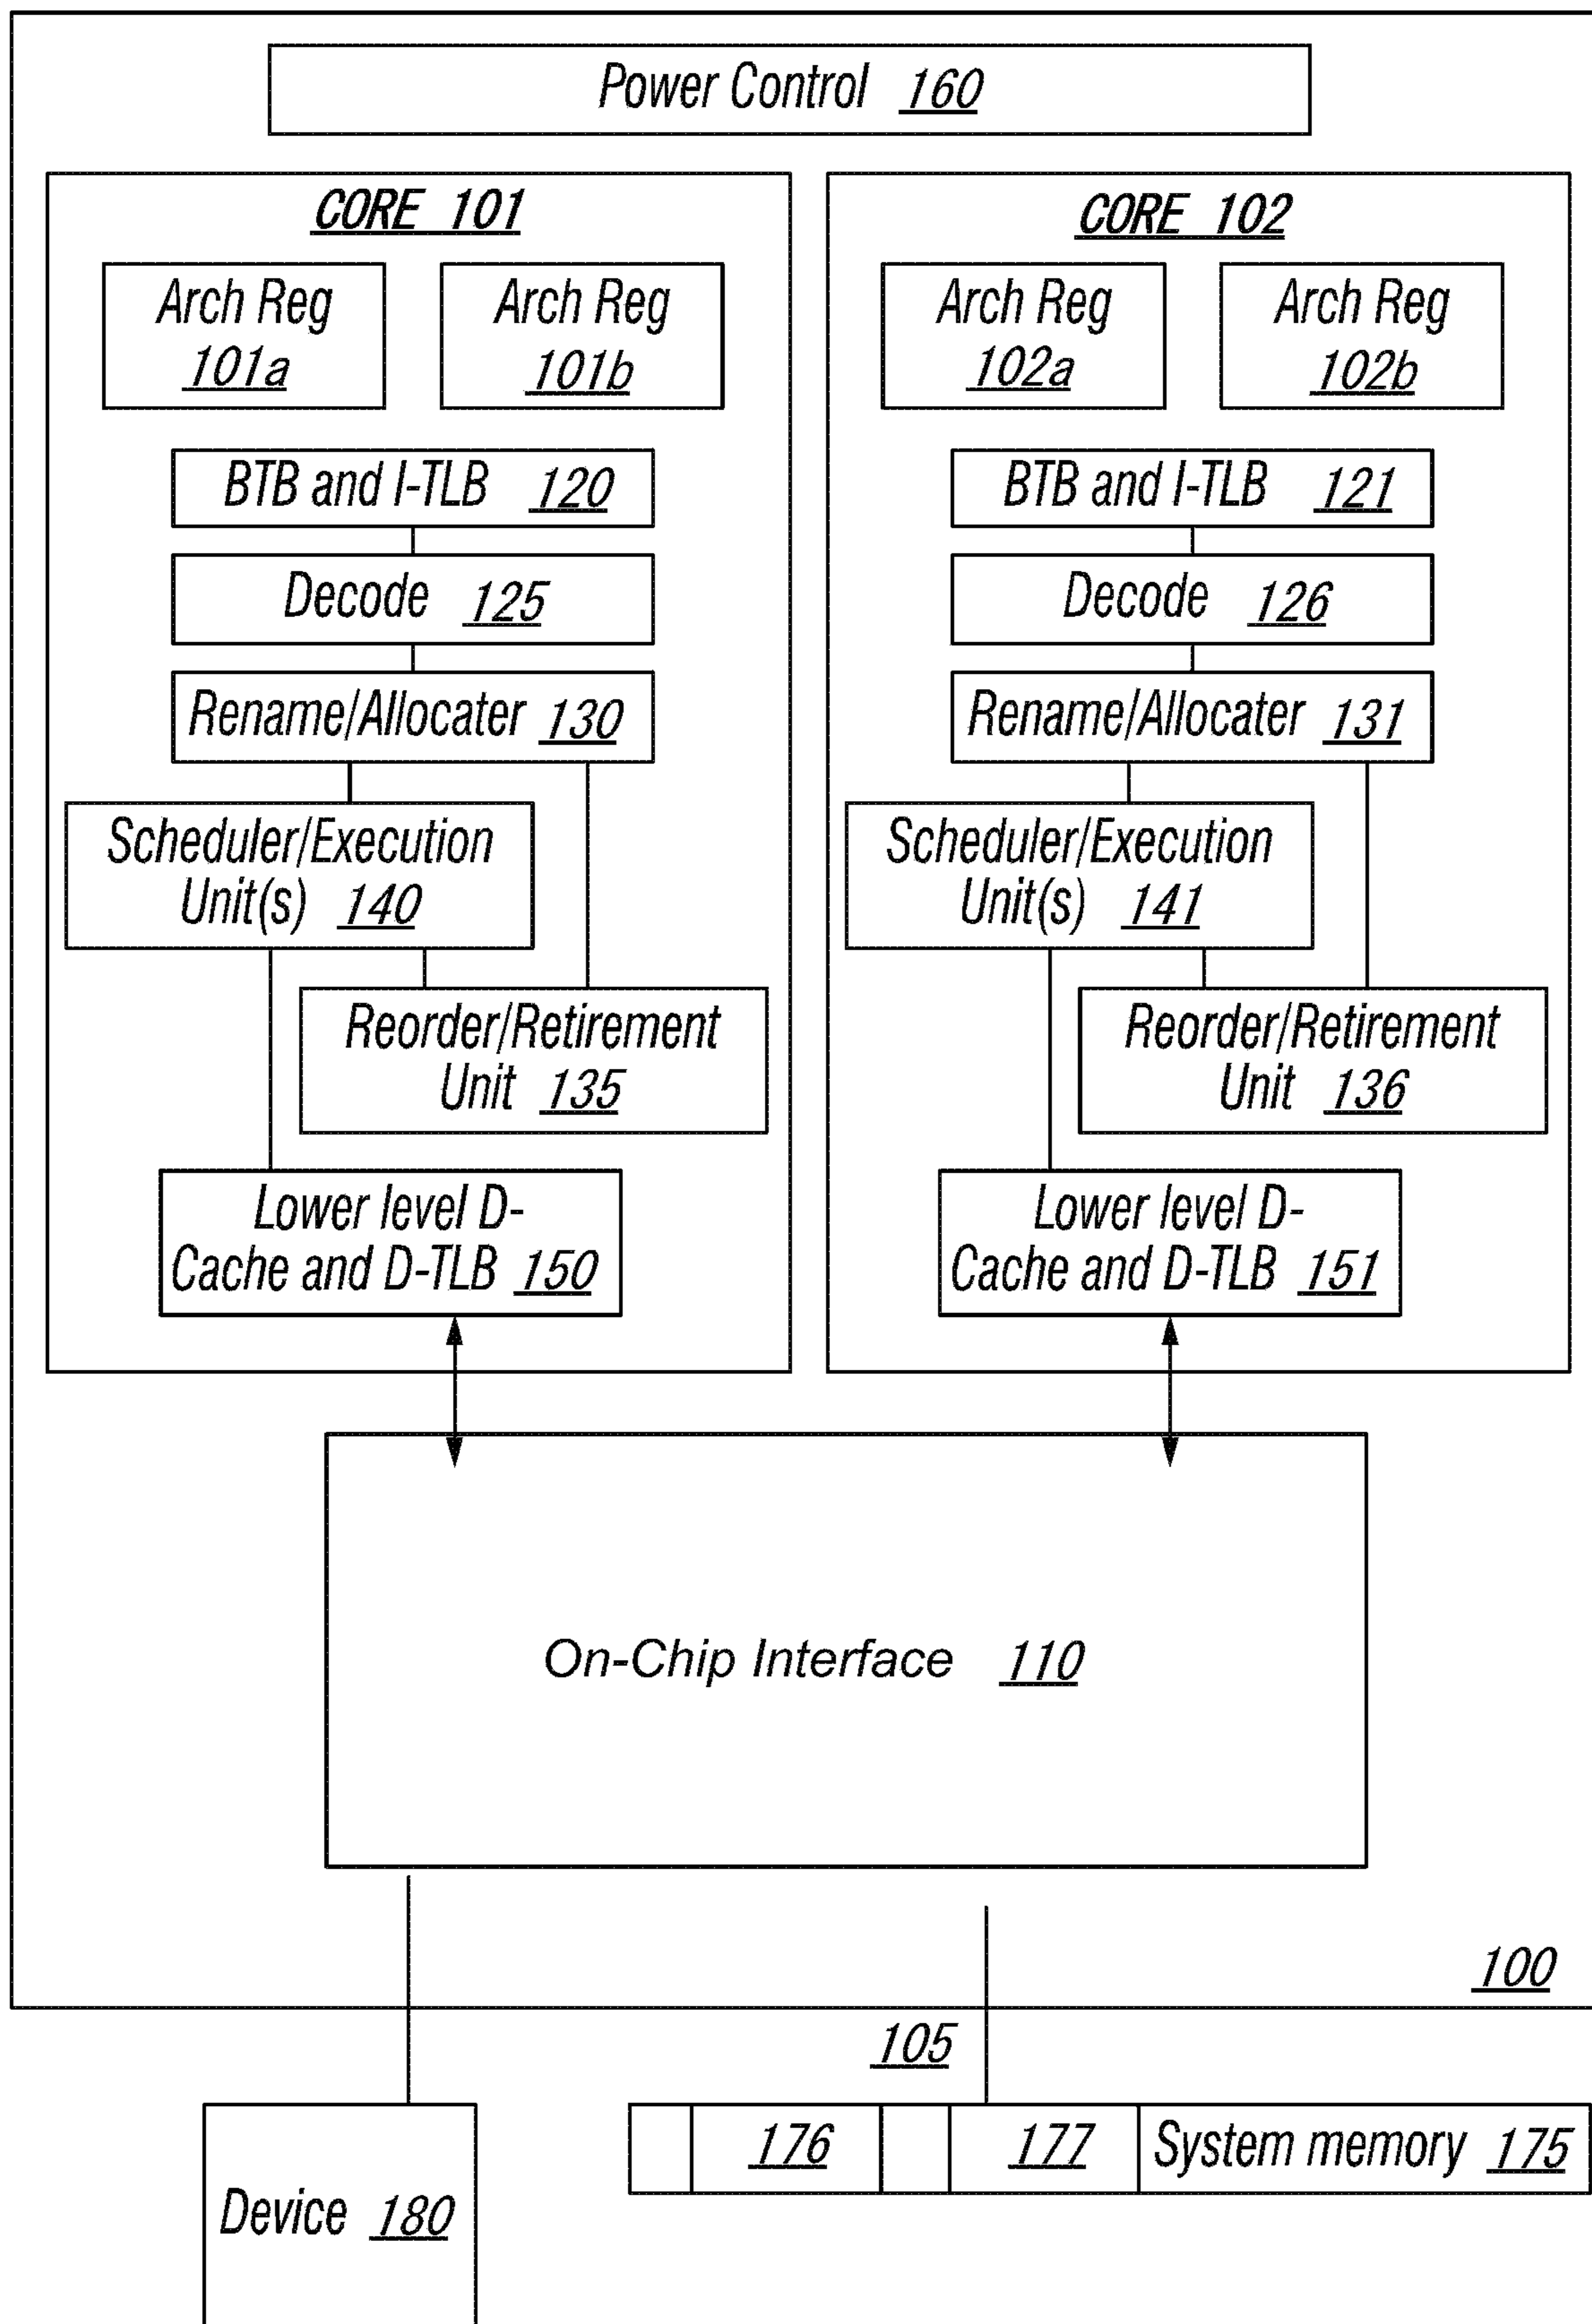 Power Control 160
CORE 101
Arch Reg
101a
Arch Reg
101b
BTB and I-TLB 120
Decode 125
Rename/Allocater 130
Scheduler/Execution
Unit(s) 140
Reorder/Retirement
Unit 135
Lower level D-
Cache and D-TLB 150
CORE 102
Arch Reg
102a
Arch Reg
102b
BTB and I-TLB 121
Decode 126
Rename/Allocater 131
Scheduler/Execution
Unit(s) 141
Reorder/Retirement
Unit 136
Lower level D-
Cache and D-TLB 151
On-Chip Interface 110
100
105
176
177
System memory 175
Device 180